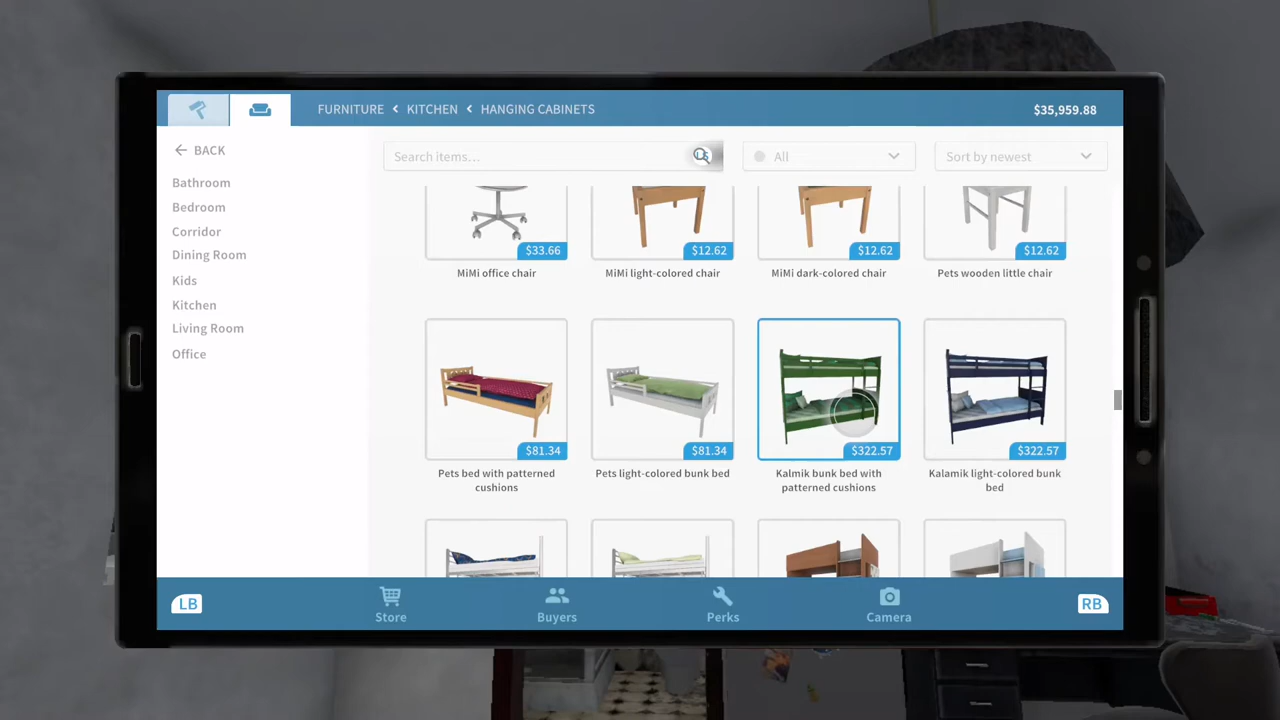 FURNITURE < KITCHEN < HANGING CABINETS
$35,959.88
BACK
Bathroom
Bedroom
Corridor
Dining Room
Kids
Kitchen
Living Room
Office
Search items...
All
Sort by newest
$33.66
$12.62
$12.62
$12.62
MiMi office chair
MiMi light-colored chair
MiMi dark-colored chair
Pets wooden little chair
$81.34
$81.34
$322.57
$322.57
Pets bed with patterned
cushions
Pets light-colored bunk bed
Kalmik bunk bed with
patterned cushions
Kalamik light-colored bunk
bed
LB
Store
Buyers
Perks
Camera
RB